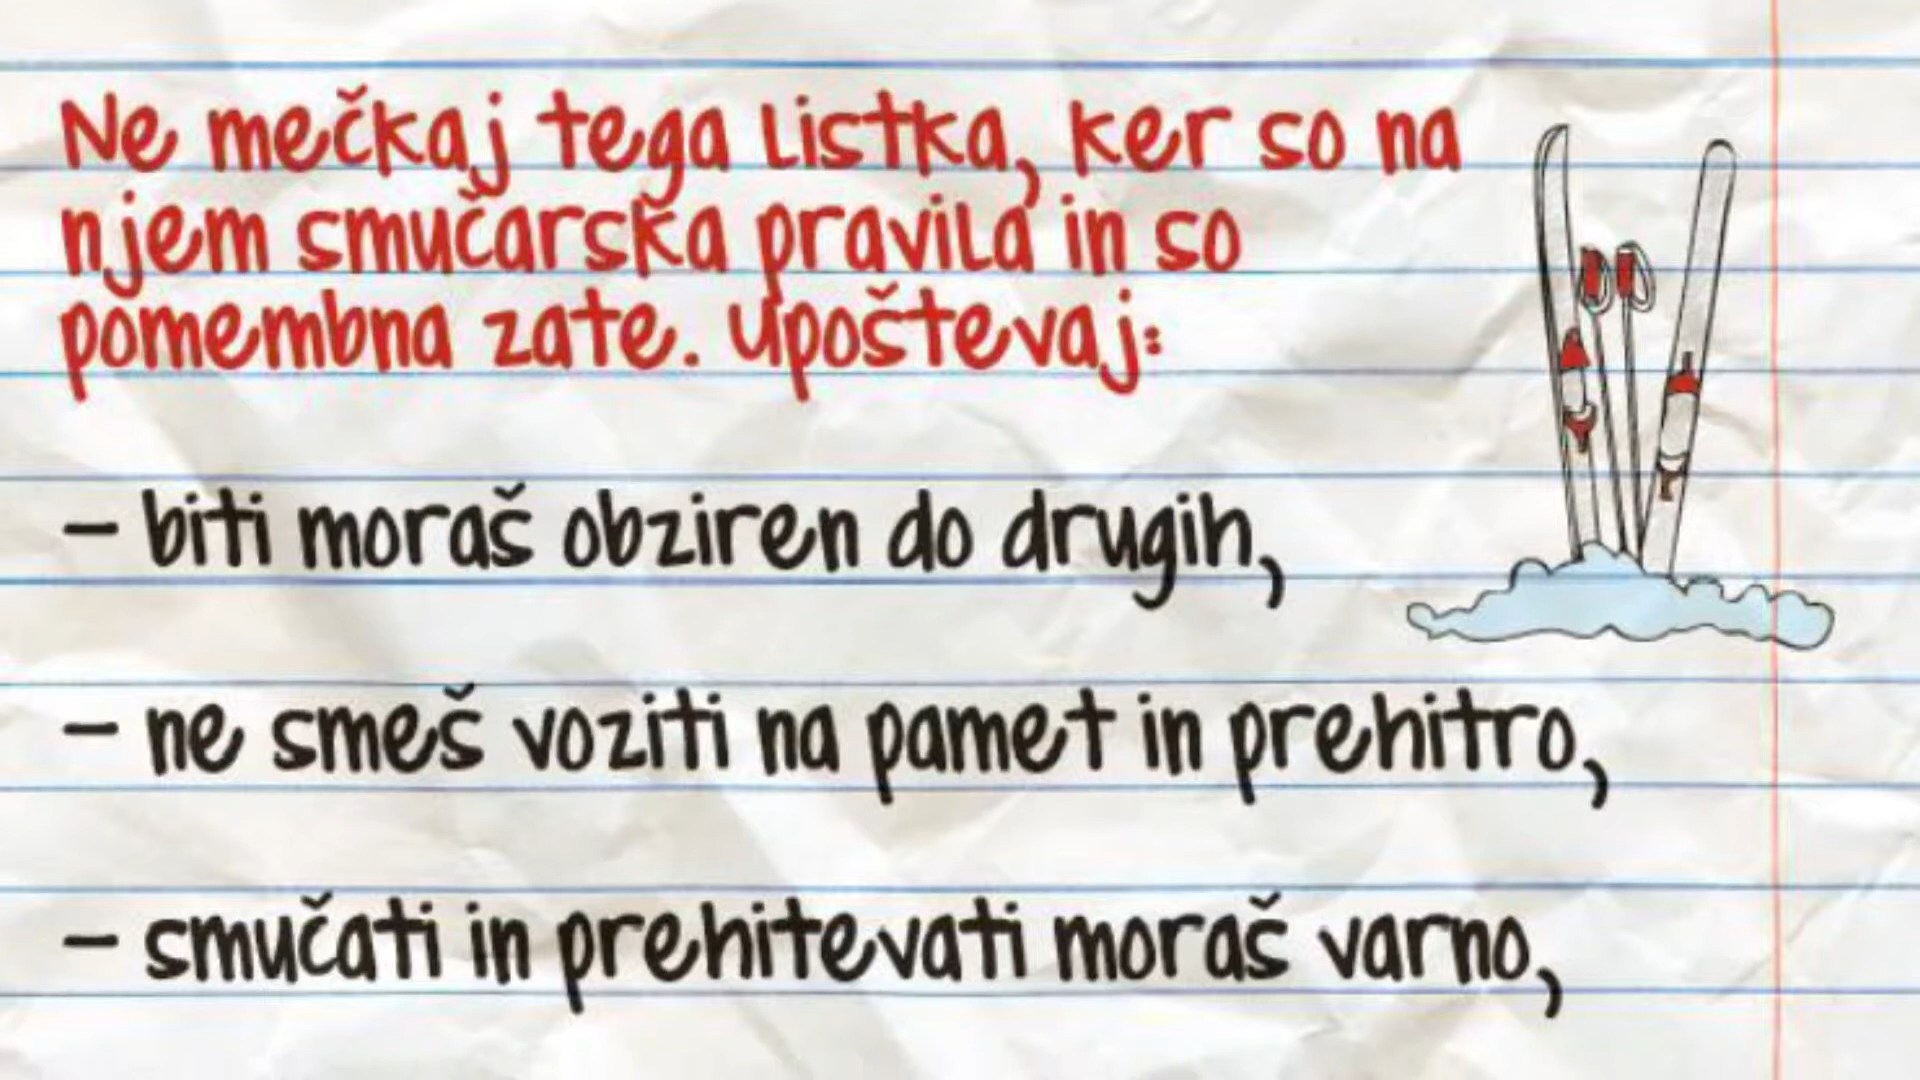 Ne mečkaj tega listka, ker so na
njem smučarska pravila in so
pomembna zate. Upoštevaj:
– biti moraš obziren do drugih,
– ne smeš voziti na pamet in prehitro,
– smučati in prehitevati moraš varno,